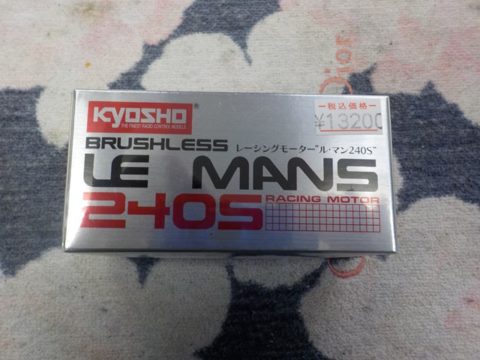 KYOSHO
THE FINEST RADIO CONTROL MODELS
税込価格
¥13200
BRUSHLESS レーシングモーター"ル・マン240S"
LE MANS
240S RACING MOTOR